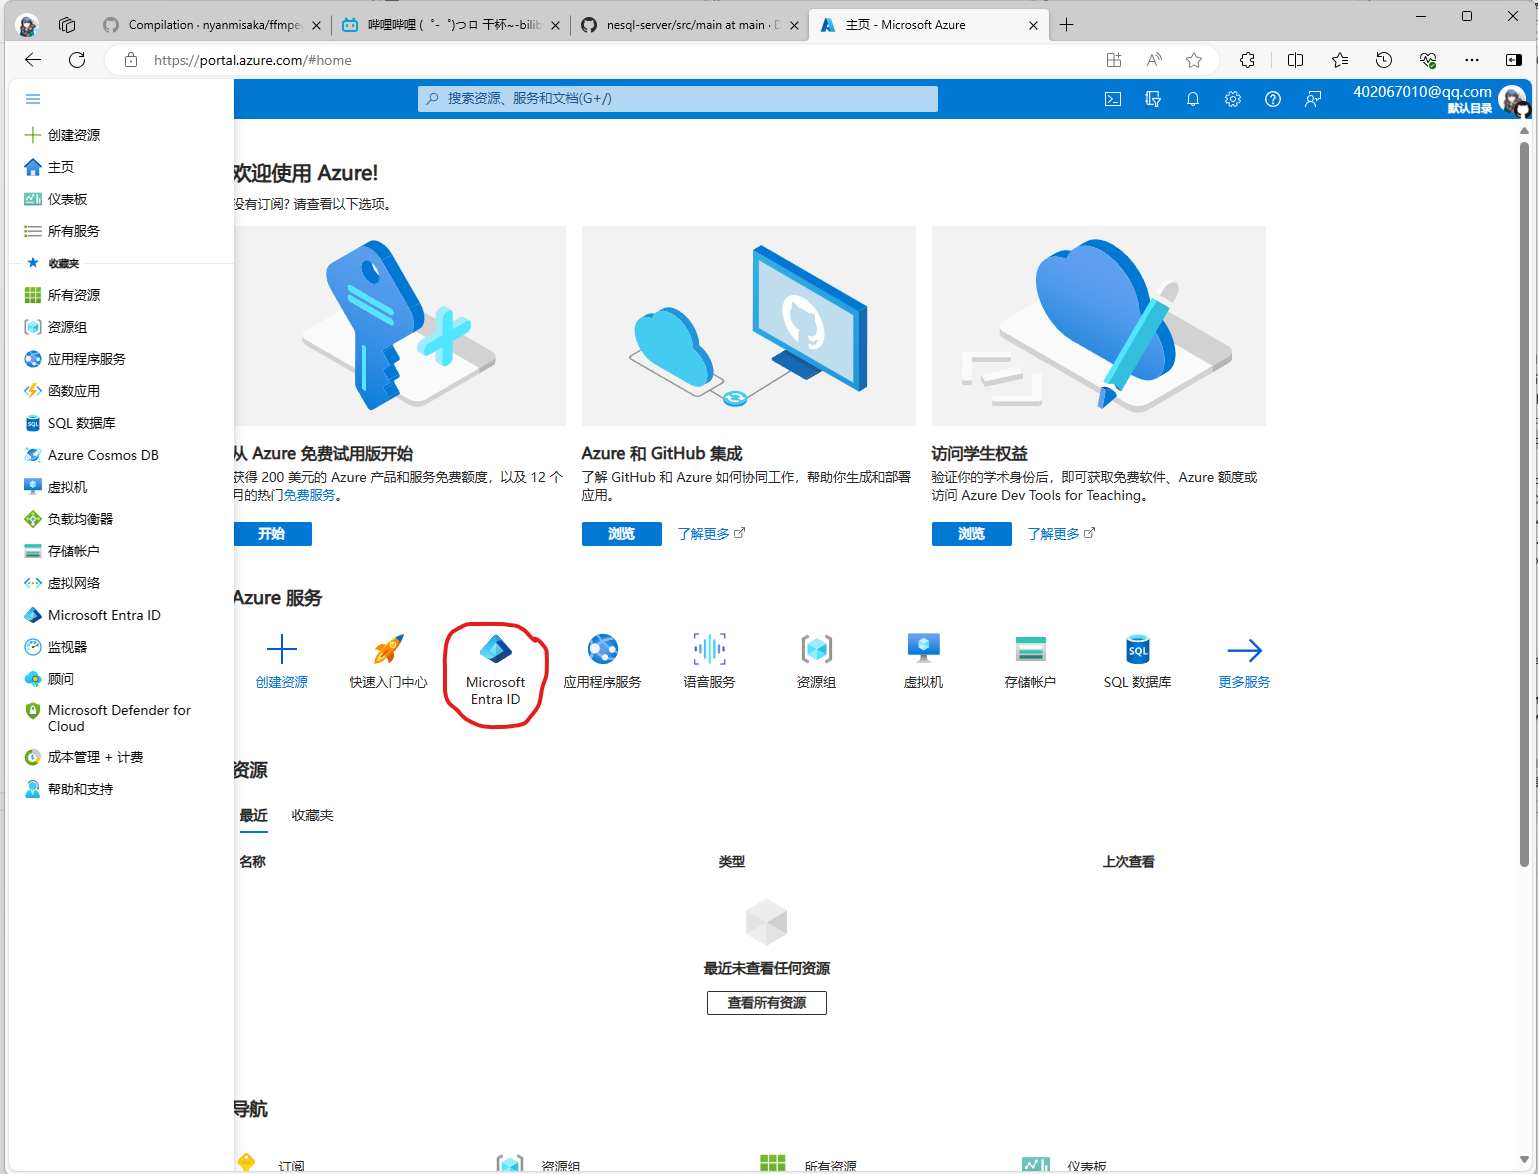 Compilation · nyanmisaka/ffmpe
哔哩哔哩 (゜-゜)つロ 干杯~-bilib
nesql-server/src/main at main · D
主页 - Microsoft Azure
https://portal.azure.com/#home
搜索资源、服务和文档(G+/)
402067010@qq.com
默认目录
创建资源
主页
仪表板
所有服务
收藏夹
所有资源
资源组
应用程序服务
函数应用
SQL 数据库
Azure Cosmos DB
虚拟机
负载均衡器
存储帐户
虚拟网络
Microsoft Entra ID
监视器
顾问
Microsoft Defender for
Cloud
成本管理 + 计费
帮助和支持
欢迎使用 Azure!
没有订阅? 请查看以下选项。
从 Azure 免费试用版开始
获得 200 美元的 Azure 产品和服务免费额度，以及 12 个
月的热门免费服务。
开始
Azure 和 GitHub 集成
了解 GitHub 和 Azure 如何协同工作，帮助你生成和部署
应用。
浏览
了解更多
访问学生权益
验证你的学术身份后，即可获取免费软件、Azure 额度或
访问 Azure Dev Tools for Teaching。
浏览
了解更多
Azure 服务
创建资源
快速入门中心
Microsoft
Entra ID
应用程序服务
语音服务
资源组
虚拟机
存储帐户
SQL 数据库
更多服务
资源
最近
收藏夹
名称
类型
上次查看
最近未查看任何资源
查看所有资源
导航
订阅
资源组
所有资源
仪表板